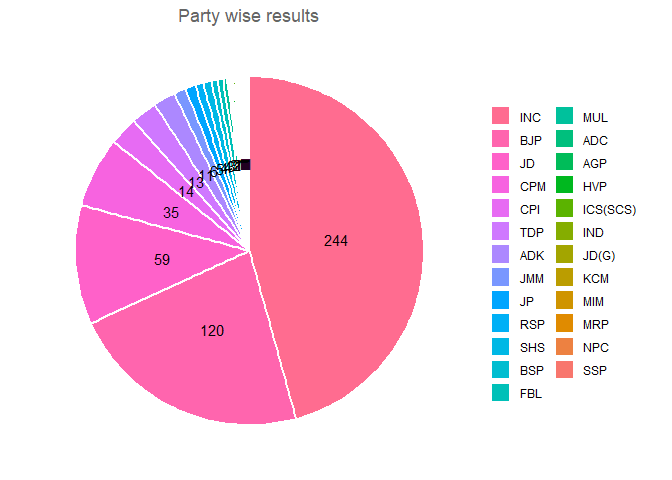 Party wise results
244
120
59
35
14
13
11
INC
BJP
JD
CPM
CPI
TDP
ADK
JMM
JP
RSP
SHS
BSP
FBL
MUL
ADC
AGP
HVP
ICS(SCS)
IND
JD(G)
KCM
MIM
MRP
NPC
SSP